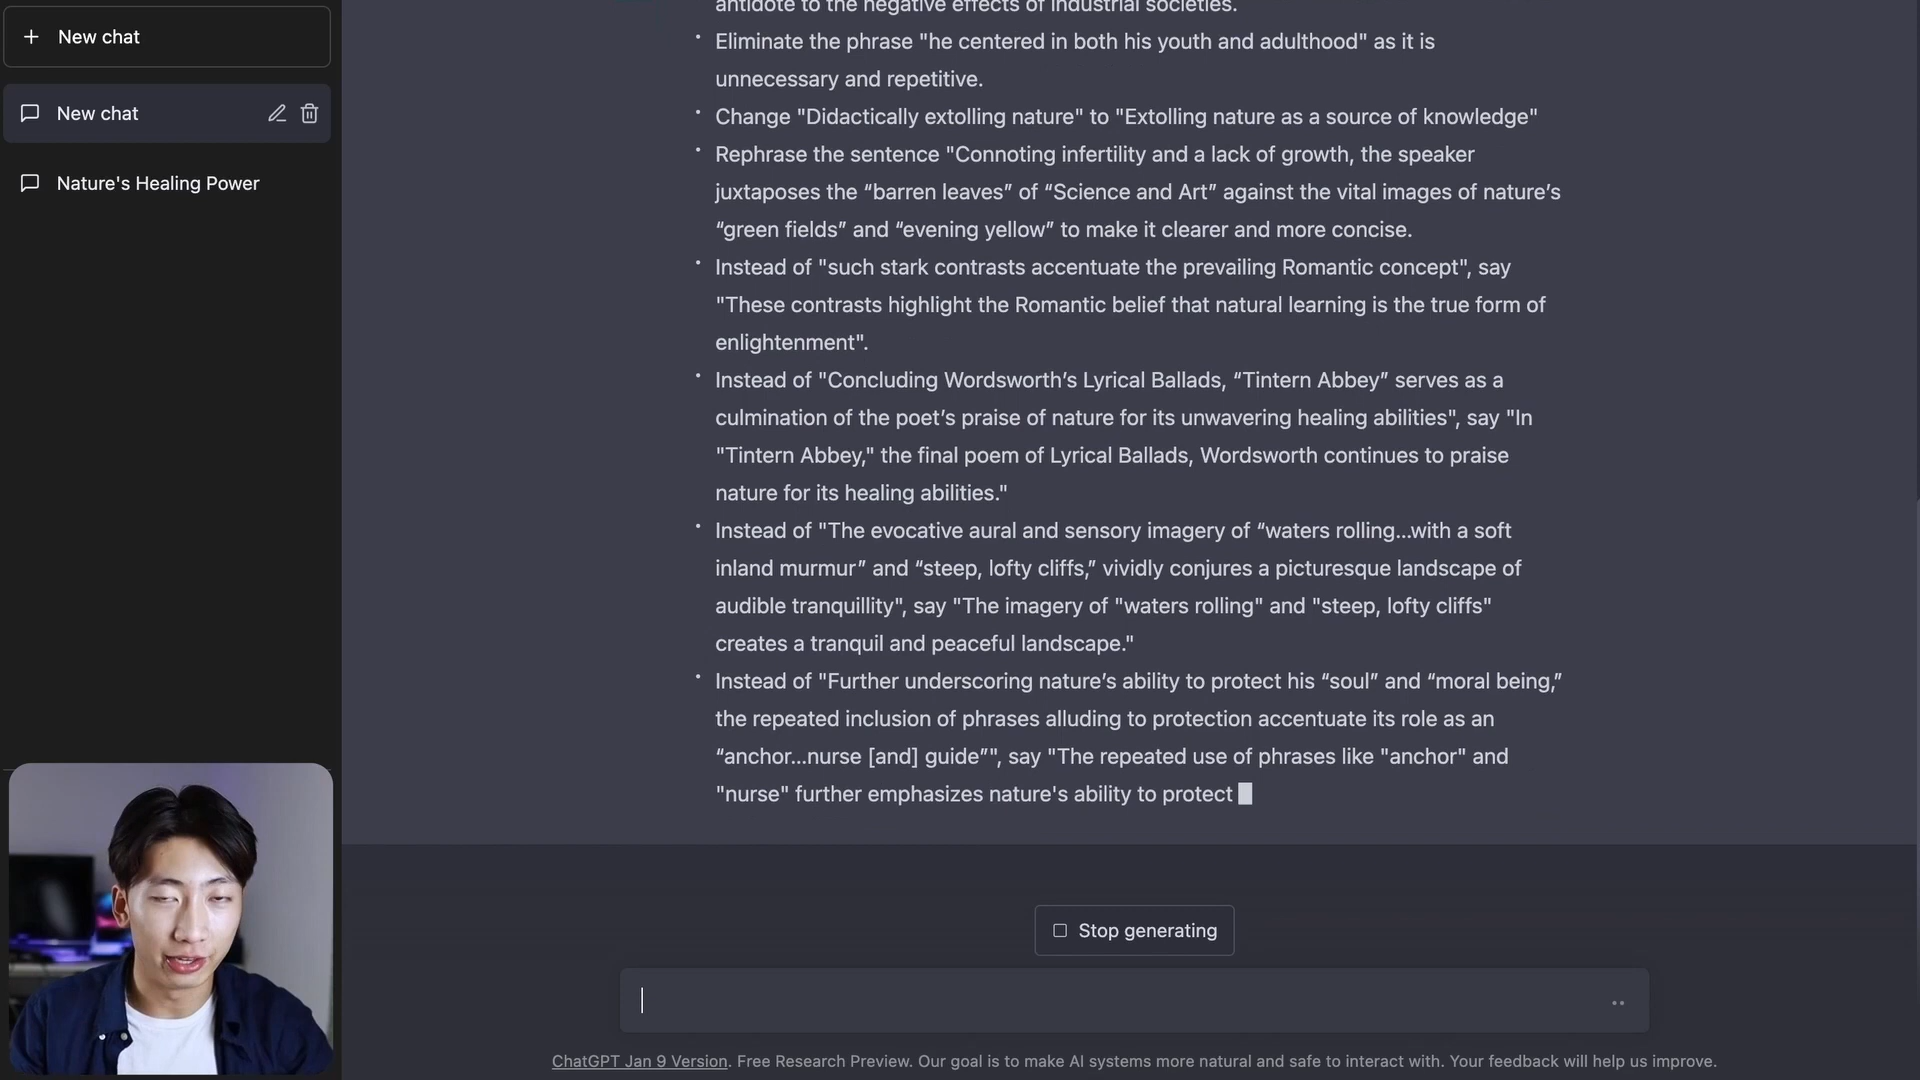 New chat
New chat
Nature's Healing Power
antidote to the negative effects of industrial societies.
• Eliminate the phrase "he centered in both his youth and adulthood" as it is
unnecessary and repetitive.
• Change "Didactically extolling nature" to "Extolling nature as a source of knowledge"
• Rephrase the sentence "Connoting infertility and a lack of growth, the speaker
juxtaposes the “barren leaves” of “Science and Art” against the vital images of nature’s
“green fields” and “evening yellow” to make it clearer and more concise.
• Instead of "such stark contrasts accentuate the prevailing Romantic concept", say
"These contrasts highlight the Romantic belief that natural learning is the true form of
enlightenment".
• Instead of "Concluding Wordsworth’s Lyrical Ballads, “Tintern Abbey” serves as a
culmination of the poet’s praise of nature for its unwavering healing abilities", say "In
"Tintern Abbey," the final poem of Lyrical Ballads, Wordsworth continues to praise
nature for its healing abilities."
• Instead of "The evocative aural and sensory imagery of “waters rolling...with a soft
inland murmur” and “steep, lofty cliffs,” vividly conjures a picturesque landscape of
audible tranquillity", say "The imagery of "waters rolling" and "steep, lofty cliffs"
creates a tranquil and peaceful landscape."
• Instead of "Further underscoring nature’s ability to protect his “soul” and “moral being,”
the repeated inclusion of phrases alluding to protection accentuate its role as an
“anchor...nurse [and] guide”", say "The repeated use of phrases like "anchor" and
"nurse" further emphasizes nature's ability to protect
Stop generating
ChatGPT Jan 9 Version. Free Research Preview. Our goal is to make AI systems more natural and safe to interact with. Your feedback will help us improve.